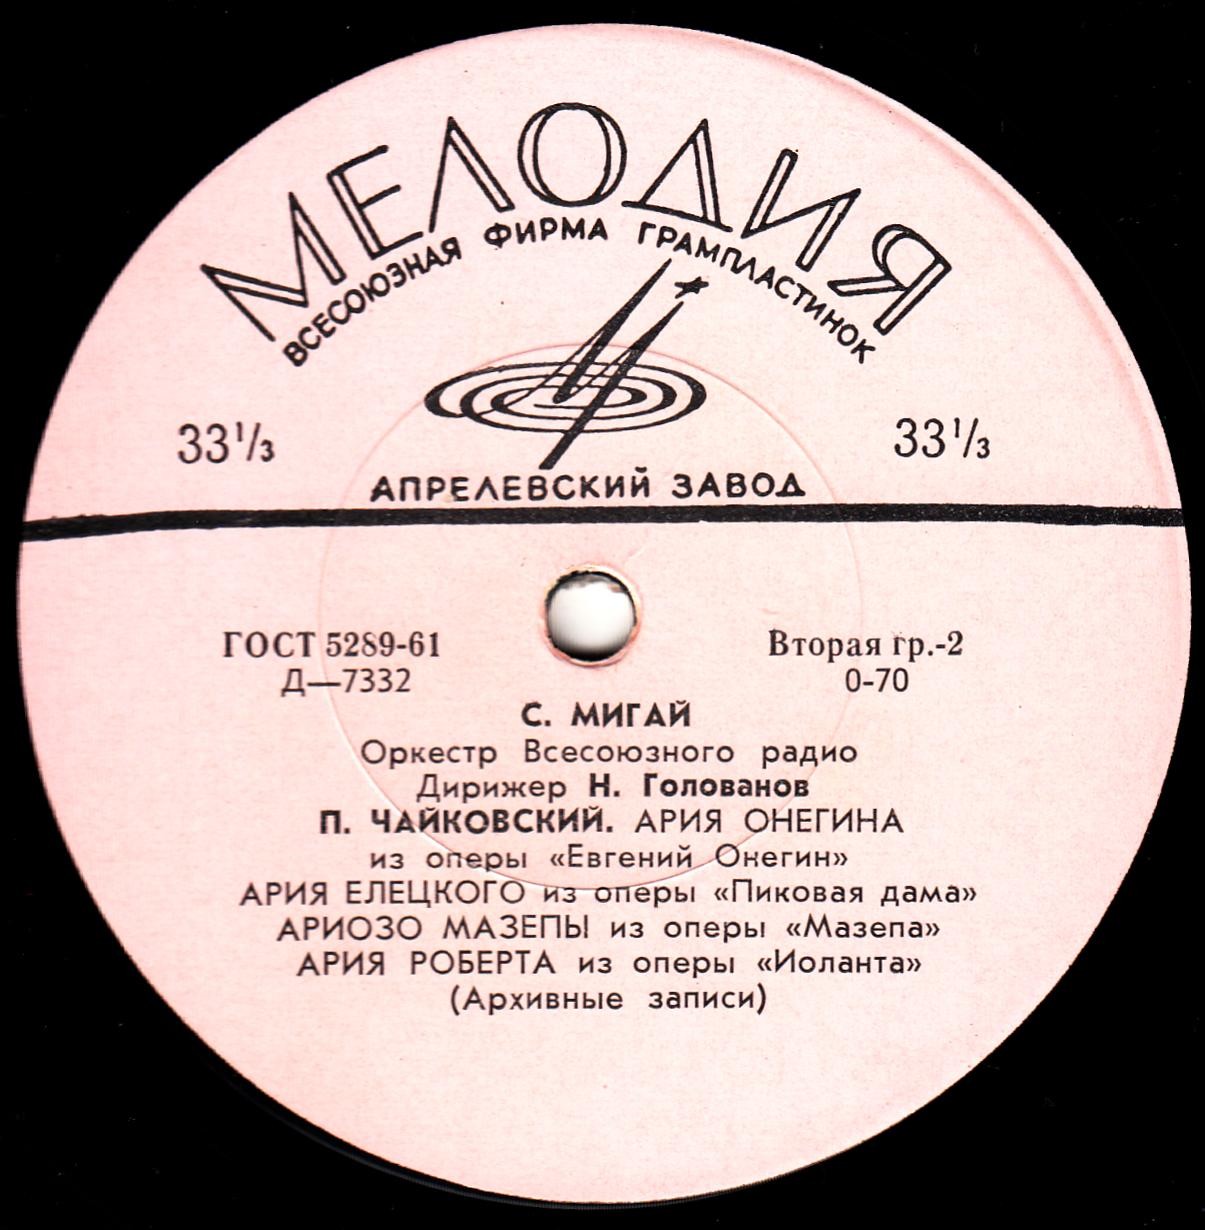 МЕЛОДИЯ
ВСЕСОЮЗНАЯ ФИРМА ГРАМПЛАСТИНОК
33⅓ 33⅓
АПРЕЛЕВСКИЙ ЗАВОД
ГОСТ 5289-61 Вторая гр.-2
Д—7332 0-70
С. МИГАЙ
Оркестр Всесоюзного радио
Дирижер Н. Голованов
П. ЧАЙКОВСКИЙ. АРИЯ ОНЕГИНА
из оперы «Евгений Онегин»
АРИЯ ЕЛЕЦКОГО из оперы «Пиковая дама»
АРИОЗО МАЗЕПЫ из оперы «Мазепа»
АРИЯ РОБЕРТА из оперы «Иоланта»
(Архивные записи)